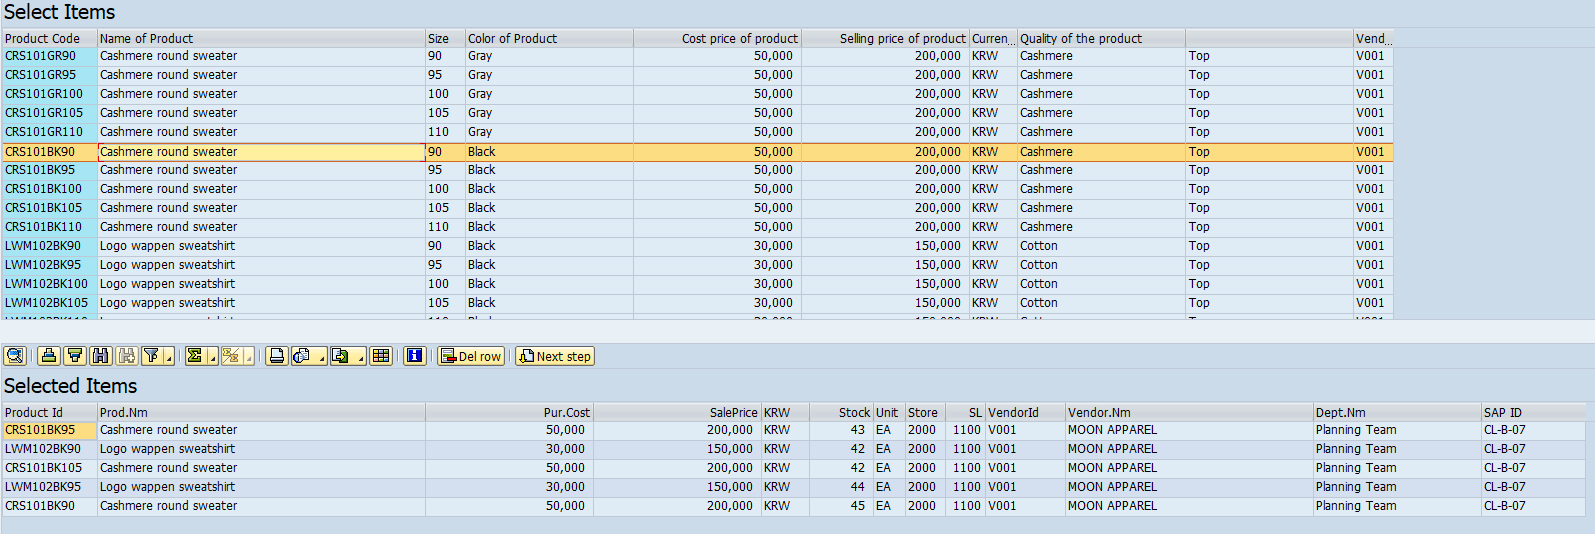 Select Items
Product Code Name of Product Size Color of Product Cost price of product Selling price of product Curren... Quality of the product Vend...
CRS101GR90 Cashmere round sweater 90 Gray 50,000 200,000 KRW Cashmere Top V001
CRS101GR95 Cashmere round sweater 95 Gray 50,000 200,000 KRW Cashmere Top V001
CRS101GR100 Cashmere round sweater 100 Gray 50,000 200,000 KRW Cashmere Top V001
CRS101GR105 Cashmere round sweater 105 Gray 50,000 200,000 KRW Cashmere Top V001
CRS101GR110 Cashmere round sweater 110 Gray 50,000 200,000 KRW Cashmere Top V001
CRS101BK90 Cashmere round sweater 90 Black 50,000 200,000 KRW Cashmere Top V001
CRS101BK95 Cashmere round sweater 95 Black 50,000 200,000 KRW Cashmere Top V001
CRS101BK100 Cashmere round sweater 100 Black 50,000 200,000 KRW Cashmere Top V001
CRS101BK105 Cashmere round sweater 105 Black 50,000 200,000 KRW Cashmere Top V001
CRS101BK110 Cashmere round sweater 110 Black 50,000 200,000 KRW Cashmere Top V001
LWM102BK90 Logo wappen sweatshirt 90 Black 30,000 150,000 KRW Cotton Top V001
LWM102BK95 Logo wappen sweatshirt 95 Black 30,000 150,000 KRW Cotton Top V001
LWM102BK100 Logo wappen sweatshirt 100 Black 30,000 150,000 KRW Cotton Top V001
LWM102BK105 Logo wappen sweatshirt 105 Black 30,000 150,000 KRW Cotton Top V001
Del row Next step
Selected Items
Product Id Prod.Nm Pur.Cost SalePrice KRW Stock Unit Store SL VendorId Vendor.Nm Dept.Nm SAP ID
CRS101BK95 Cashmere round sweater 50,000 200,000 KRW 43 EA 2000 1100 V001 MOON APPAREL Planning Team CL-B-07
LWM102BK90 Logo wappen sweatshirt 30,000 150,000 KRW 42 EA 2000 1100 V001 MOON APPAREL Planning Team CL-B-07
CRS101BK105 Cashmere round sweater 50,000 200,000 KRW 42 EA 2000 1100 V001 MOON APPAREL Planning Team CL-B-07
LWM102BK95 Logo wappen sweatshirt 30,000 150,000 KRW 44 EA 2000 1100 V001 MOON APPAREL Planning Team CL-B-07
CRS101BK90 Cashmere round sweater 50,000 200,000 KRW 45 EA 2000 1100 V001 MOON APPAREL Planning Team CL-B-07